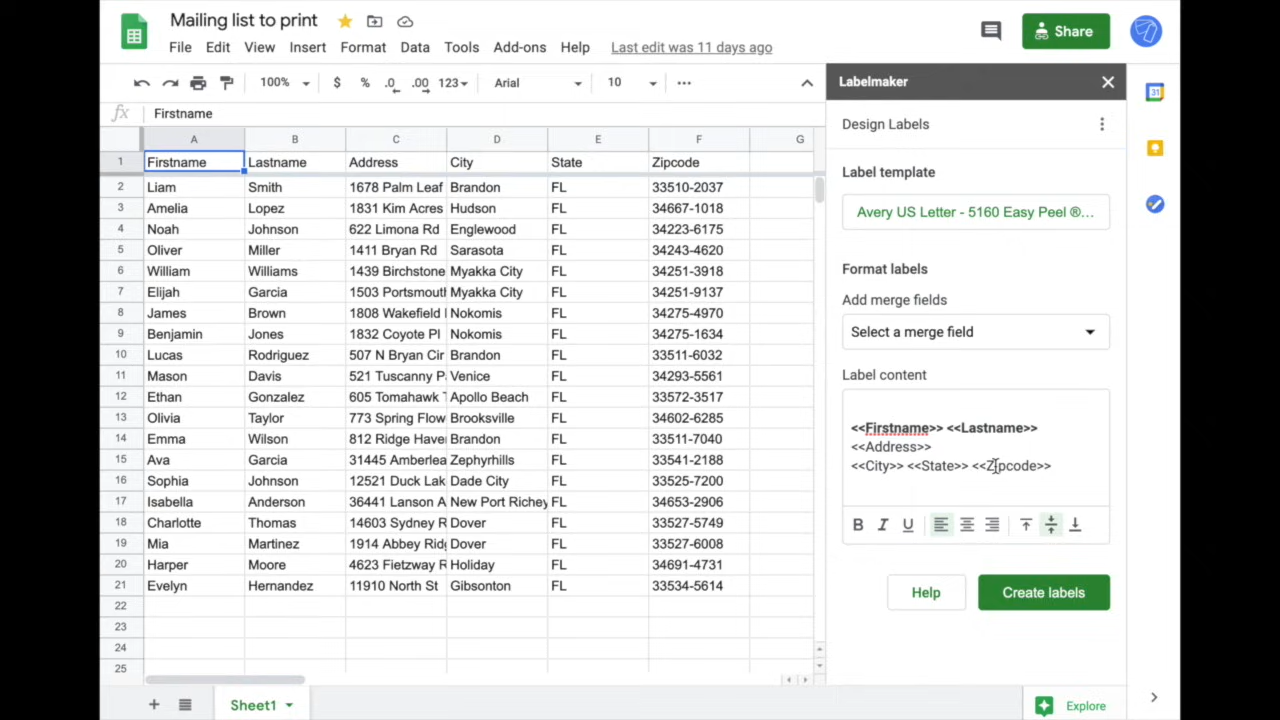 Mailing list to print
File Edit View Insert Format Data Tools Add-ons Help Last edit was 11 days ago
Share
100% $ % .0 .00 123 Arial 10
Labelmaker
31
fx Firstname
Design Labels
A B C D E F G
1 Firstname Lastname Address City State Zipcode
2 Liam Smith 1678 Palm Leaf Brandon FL 33510-2037
3 Amelia Lopez 1831 Kim Acres Hudson FL 34667-1018
4 Noah Johnson 622 Limona Rd Englewood FL 34223-6175
5 Oliver Miller 1411 Bryan Rd Sarasota FL 34243-4620
6 William Williams 1439 Birchstone Myakka City FL 34251-3918
7 Elijah Garcia 1503 Portsmouth Myakka City FL 34251-9137
8 James Brown 1808 Wakefield Nokomis FL 34275-4970
9 Benjamin Jones 1832 Coyote Pl Nokomis FL 34275-1634
10 Lucas Rodriguez 507 N Bryan Cir Brandon FL 33511-6032
11 Mason Davis 521 Tuscanny P Venice FL 34293-5561
12 Ethan Gonzalez 605 Tomahawk Apollo Beach FL 33572-3517
13 Olivia Taylor 773 Spring Flow Brooksville FL 34602-6285
14 Emma Wilson 812 Ridge Have Brandon FL 33511-7040
15 Ava Garcia 31445 Amberlea Zephyrhills FL 33541-2188
16 Sophia Johnson 12521 Duck Lak Dade City FL 33525-7200
17 Isabella Anderson 36441 Lanson A New Port Richey FL 34653-2906
18 Charlotte Thomas 14603 Sydney R Dover FL 33527-5749
19 Mia Martinez 1914 Abbey Ridg Dover FL 33527-6008
20 Harper Moore 4623 Fietzway R Holiday FL 34691-4731
21 Evelyn Hernandez 11910 North St Gibsonton FL 33534-5614
22
23
24
25
Label template
Avery US Letter - 5160 Easy Peel ®...
Format labels
Add merge fields
Select a merge field
Label content
<<Firstname>> <<Lastname>>
<<Address>>
<<City>> <<State>> <<Zipcode>>
B I U
Help Create labels
+ Sheet1
Explore